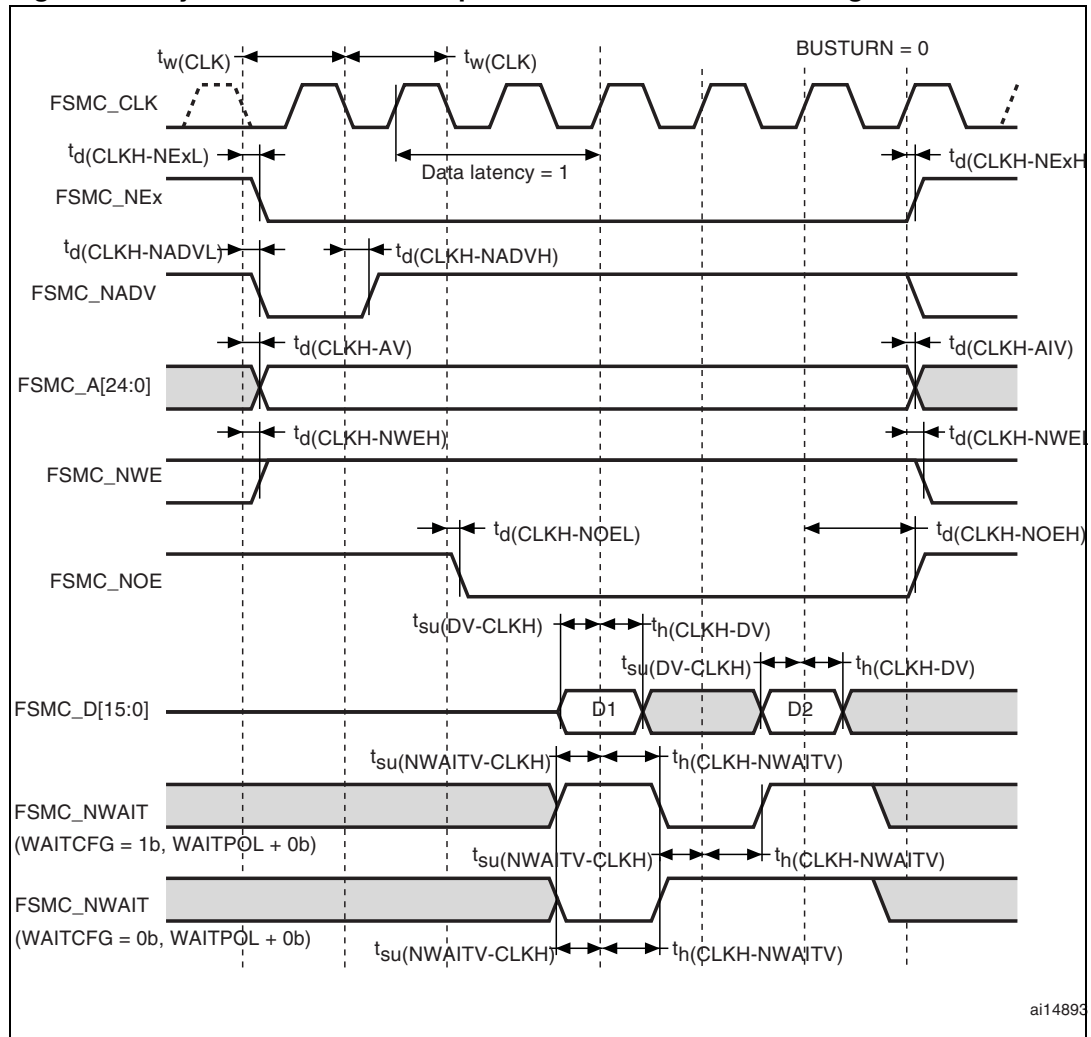 tw(CLK) tw(CLK) BUSTURN = 0
FSMC_CLK
td(CLKH-NExL) Data latency = 1 td(CLKH-NExH
FSMC_NEx
td(CLKH-NADVL) td(CLKH-NADVH)
FSMC_NADV
td(CLKH-AV) td(CLKH-AIV)
FSMC_A[24:0]
td(CLKH-NWEH) td(CLKH-NWEL
FSMC_NWE
td(CLKH-NOEL) td(CLKH-NOEH)
FSMC_NOE
tsu(DV-CLKH) th(CLKH-DV)
tsu(DV-CLKH) th(CLKH-DV)
FSMC_D[15:0] D1 D2
tsu(NWAITV-CLKH) th(CLKH-NWAITV)
FSMC_NWAIT
(WAITCFG = 1b, WAITPOL + 0b)
tsu(NWAITV-CLKH) th(CLKH-NWAITV)
FSMC_NWAIT
(WAITCFG = 0b, WAITPOL + 0b)
tsu(NWAITV-CLKH) th(CLKH-NWAITV)
ai14893